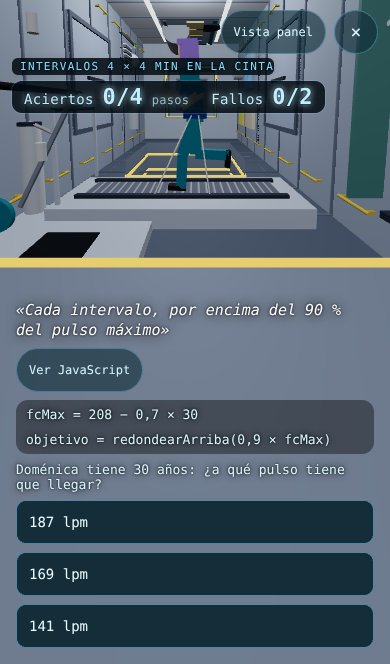 Vista panel
×
INTERVALOS 4 × 4 MIN EN LA CINTA
Aciertos 0/4 pasos Fallos 0/2
«Cada intervalo, por encima del 90 %
del pulso máximo»
Ver JavaScript
fcMax = 208 − 0,7 × 30
objetivo = redondearArriba(0,9 × fcMax)
Doménica tiene 30 años: ¿a qué pulso tiene
que llegar?
187 lpm
169 lpm
141 lpm